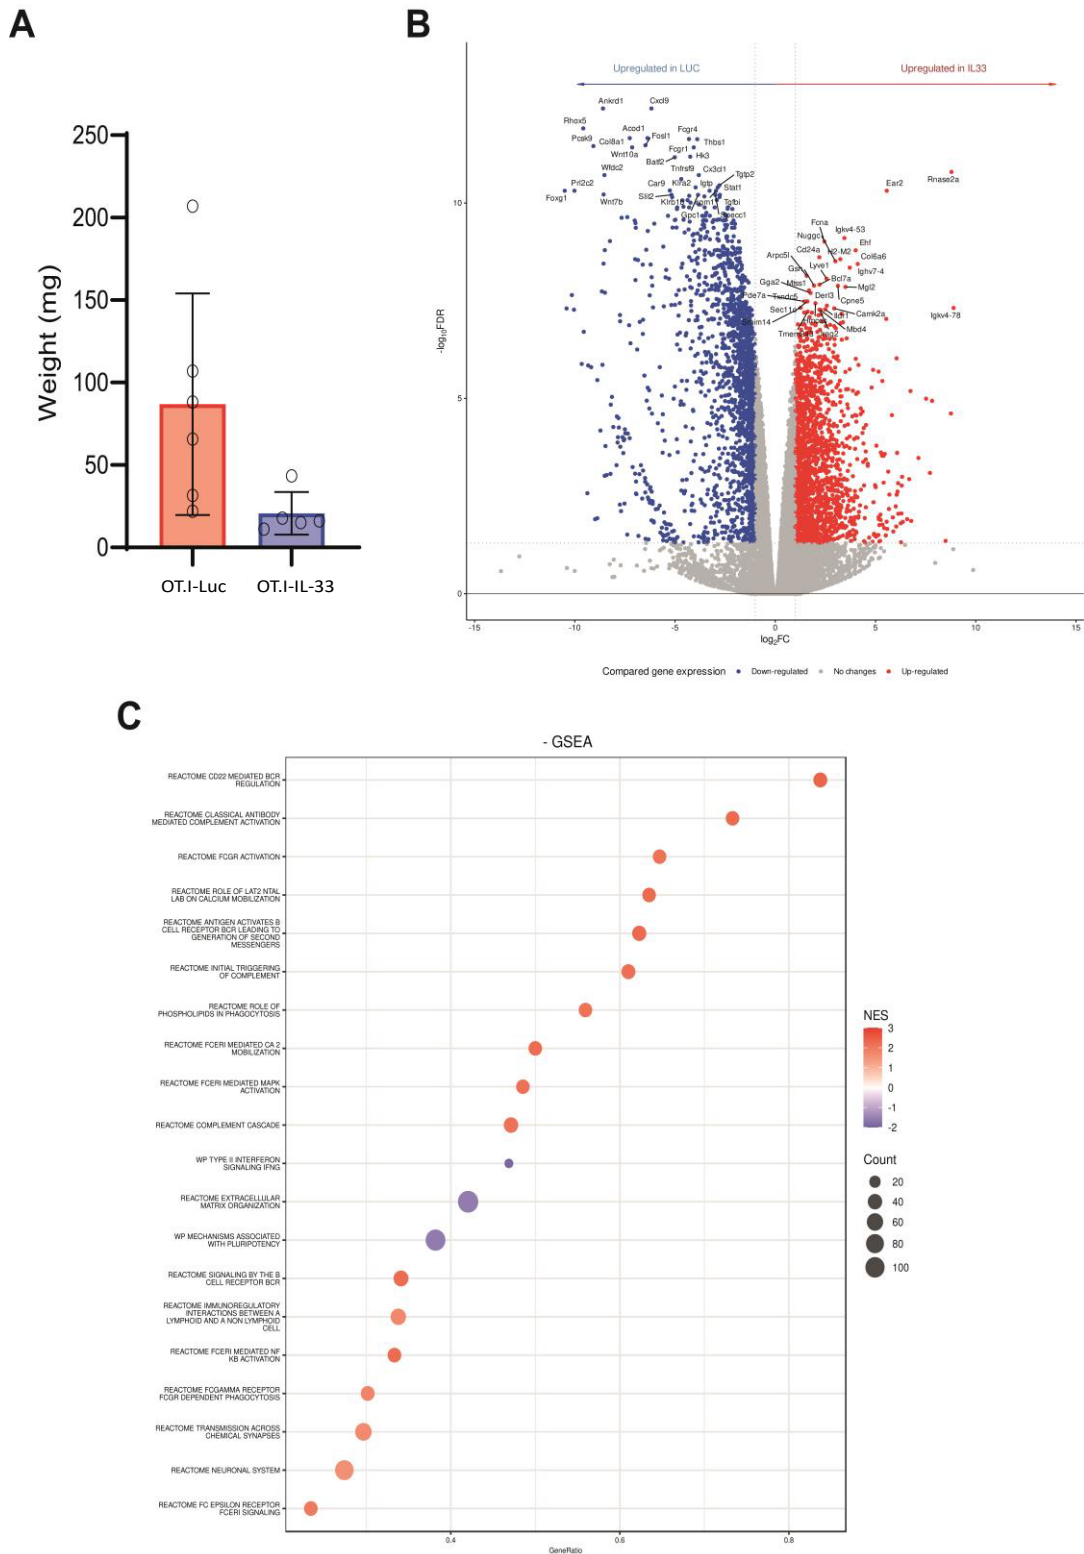 A
Weight (mg)
250
200
150
100
50
0
OT.I-Luc
OT.I-IL-33
B
Upregulated in LUC
Upregulated in IL33
-log10FDR
10
5
0
Ankrd1
Cxcl9
Rhox5
Pcsk9
Col8a1
Acod1
Fosl1
Fcgr4
Thbs1
Wnt10a
Fcgr1
Batf2
Hk3
Wfdc2
Tnfrsf9
Cx3cl1
Tgtp2
Prl2c2
Foxg1
Car9
Klra2
Igtp
Stat1
Wnt7b
Slit2
Tgfbi
Gpc1
Rnase2a
Ear2
Fcna
Igkv4-53
Nuggc
Ehf
Cd24a
H2-M2
Col6a6
Arpc5l
Lyve1
Ighv7-4
Gsn
Gga2
Mtss1
Bcl7a
Mgl2
Pde7a
Txndc5
Derl3
Cpne5
Sec11c
Camk2a
Igkv4-78
Mbd4
-15
-10
-5
0
5
10
15
log2FC
Compared gene expression
Down-regulated
No changes
Up-regulated
C
- GSEA
REACTOME CD22 MEDIATED BCR
REGULATION
REACTOME CLASSICAL ANTIBODY
MEDIATED COMPLEMENT ACTIVATION
REACTOME FCGR ACTIVATION
REACTOME ROLE OF LAT2 NTAL
LAB ON CALCIUM MOBILIZATION
REACTOME ANTIGEN ACTIVATES B
CELL RECEPTOR BCR LEADING TO
GENERATION OF SECOND
MESSENGERS
REACTOME INITIAL TRIGGERING
OF COMPLEMENT
REACTOME ROLE OF
PHOSPHOLIPIDS IN PHAGOCYTOSIS
REACTOME FCERI MEDIATED CA 2
MOBILIZATION
REACTOME FCERI MEDIATED MAPK
ACTIVATION
REACTOME COMPLEMENT CASCADE
WP TYPE II INTERFERON
SIGNALING IFNG
REACTOME EXTRACELLULAR
MATRIX ORGANIZATION
WP MECHANISMS ASSOCIATED
WITH PLURIPOTENCY
REACTOME SIGNALING BY THE B
CELL RECEPTOR BCR
REACTOME IMMUNOREGULATORY
INTERACTIONS BETWEEN A
LYMPHOID AND A NON LYMPHOID
CELL
REACTOME FCERI MEDIATED NF
KB ACTIVATION
REACTOME FCGAMMA RECEPTOR
FCGR DEPENDENT PHAGOCYTOSIS
REACTOME TRANSMISSION ACROSS
CHEMICAL SYNAPSES
REACTOME NEURONAL SYSTEM
REACTOME FC EPSILON RECEPTOR
FCERI SIGNALING
0.4
0.6
0.8
GeneRatio
NES
3
2
1
0
-1
-2
Count
20
40
60
80
100